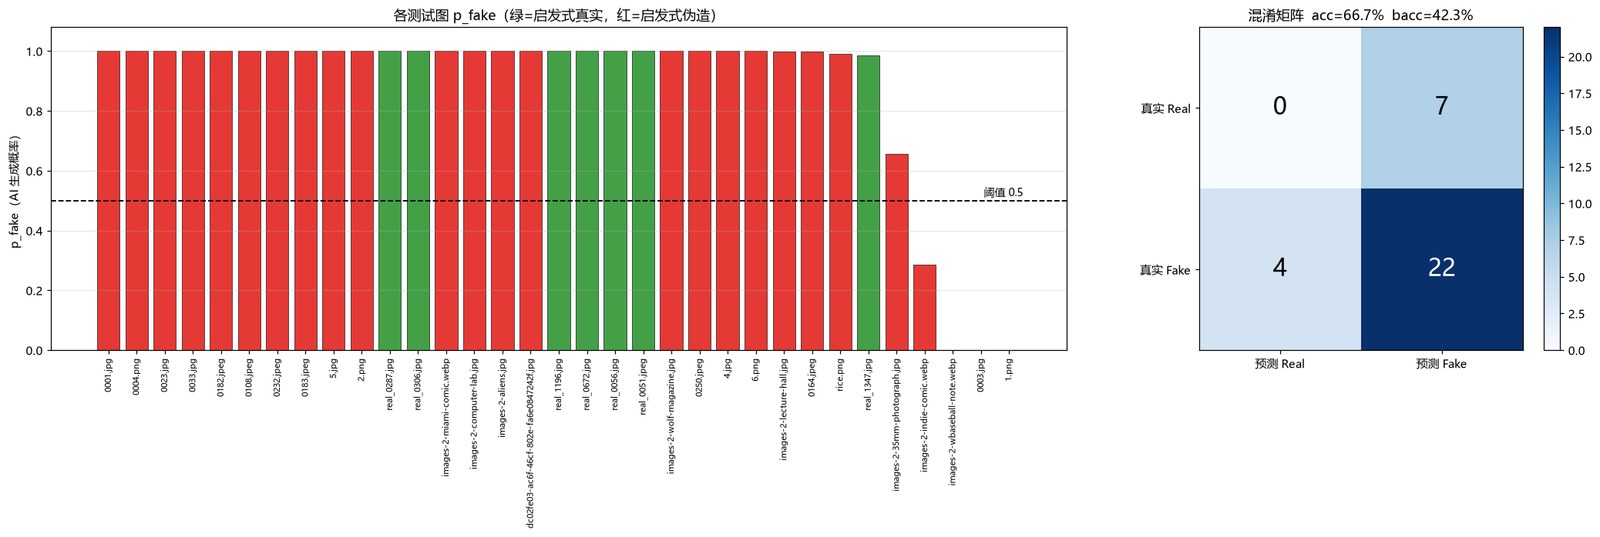 各测试图 p_fake（绿=启发式真实，红=启发式伪造）
p_fake（AI 生成概率）
1.0
0.8
0.6
0.4
0.2
0.0
阈值 0.5
0001.jpg
0004.png
0023.jpg
0033.jpg
0182.jpeg
0108.jpeg
0232.jpeg
0183.jpeg
5.jpg
2.png
real_0287.jpg
real_0306.jpg
images-2-miami-comic.webp
images-2-computer-lab.jpg
images-2-aliens.jpg
dc02fe03-ac6f-46cf-802e-fa6e0847242f.jpg
real_1196.jpg
real_0672.jpg
real_0056.jpg
real_0051.jpeg
images-2-wolf-magazine.jpg
0250.jpeg
4.jpg
6.png
images-2-lecture-hall.jpg
0164.jpeg
rice.png
real_1347.jpg
images-2-35mm-photograph.jpg
images-2-indie-comic.webp
images-2-wbaseball-note.webp
0003.jpg
1.png
混淆矩阵 acc=66.7% bacc=42.3%
真实 Real
真实 Fake
0
7
4
22
预测 Real
预测 Fake
20.0
17.5
15.0
12.5
10.0
7.5
5.0
2.5
0.0